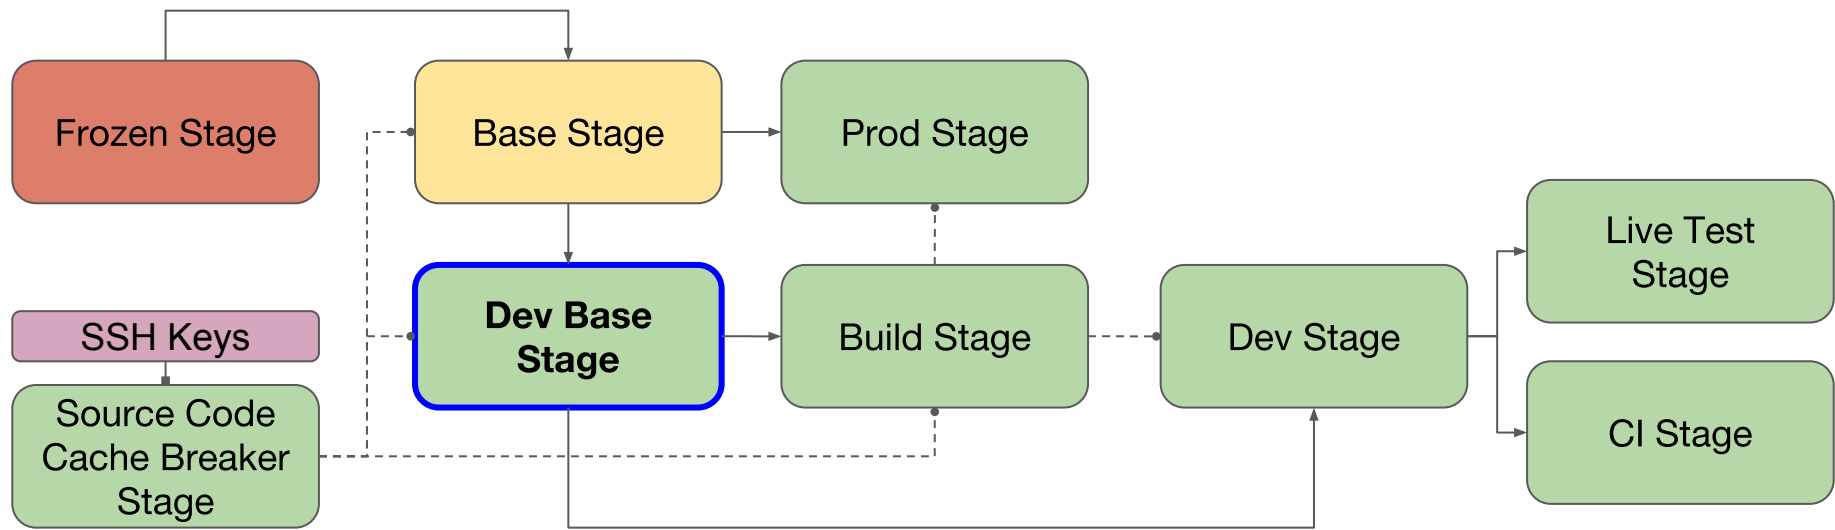 Frozen Stage
Base Stage
Prod Stage
Live Test
Stage
SSH Keys
Dev Base
Stage
Build Stage
Dev Stage
Source Code
Cache Breaker
Stage
CI Stage